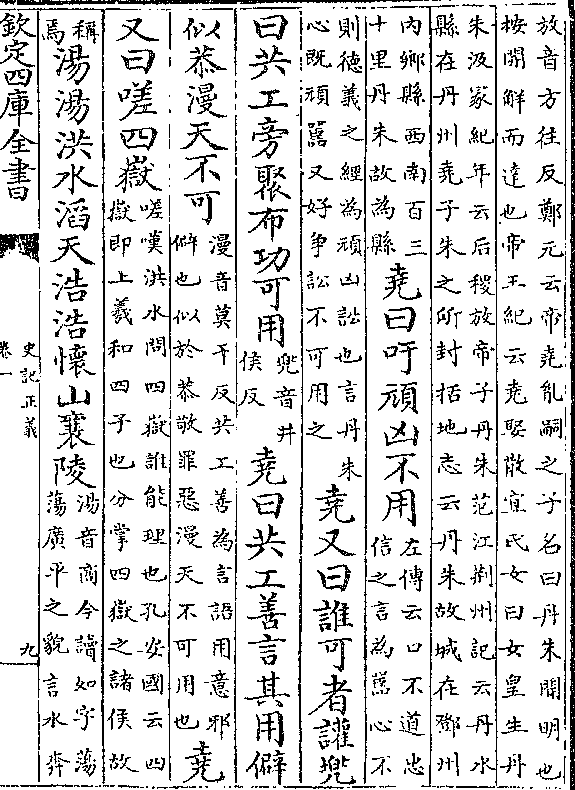 放音方往反鄭元云帝堯胤嗣之子名曰丹朱開明也
按開解而達也帝王紀云堯娶散宜氏女曰女皇生丹
朱汲冢紀年云后稷放帝子丹朱范江荆州記云丹水
縣在丹州堯子朱之所封括地志云丹朱故城在鄧州
內鄉縣西南百三
十里丹朱故為縣
堯曰吁頑凶不用
左傳云口不道忠
信之言為嚚心不
則徳義之經為頑凶訟也言丹朱
心既頑嚚又好爭訟不可用之
堯又曰誰可者讙兠
曰共工旁聚布功可用
兠音井
侯反
堯曰共工善言其用僻
似恭漫天不可
漫音莫干反共工善為言語用意邪
僻也似於恭敬罪惡漫天不可用也
堯
又曰嗟四嶽
嗟嘆洪水問四嶽誰能理也孔安國云四
嶽即上羲和四子也分掌四嶽之諸侯故
稱
焉
湯湯洪水滔天浩浩懷山襄陵
湯音商今讀如字蕩
蕩廣平之貌言水奔
欽定四庫全書
史記正義
卷一
九